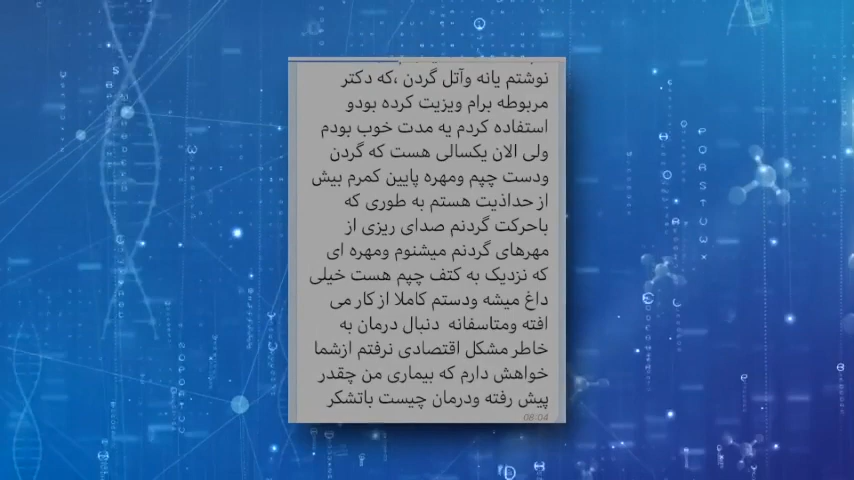 نوشتم یانه وآتل گردن ،که دکتر
مربوطه برام ویزیت کرده بودو
استفاده کردم یه مدت خوب بودم
ولی الان یکسالی هست که گردن
ودست چپم ومهره پایین کمرم بیش
از حداذیت هستم به طوری که
باحرکت گردنم صدای ریزی از
مهرهای گردنم میشنوم ومهره ای
که نزدیک به کتف چپم هست خیلی
داغ میشه ودستم کاملا از کار می
افته ومتاسفانه دنبال درمان به
خاطر مشکل اقتصادی نرفتم ازشما
خواهش دارم که بیماری من چقدر
پیش رفته ودرمان چیست باتشکر
08:04